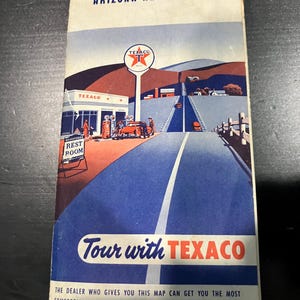 ARIZONA
TEXACO
T
TEXACO
REST
ROOM
Tour with TEXACO
THE DEALER WHO GIVES YOU THIS MAP CAN GET YOU THE MOST